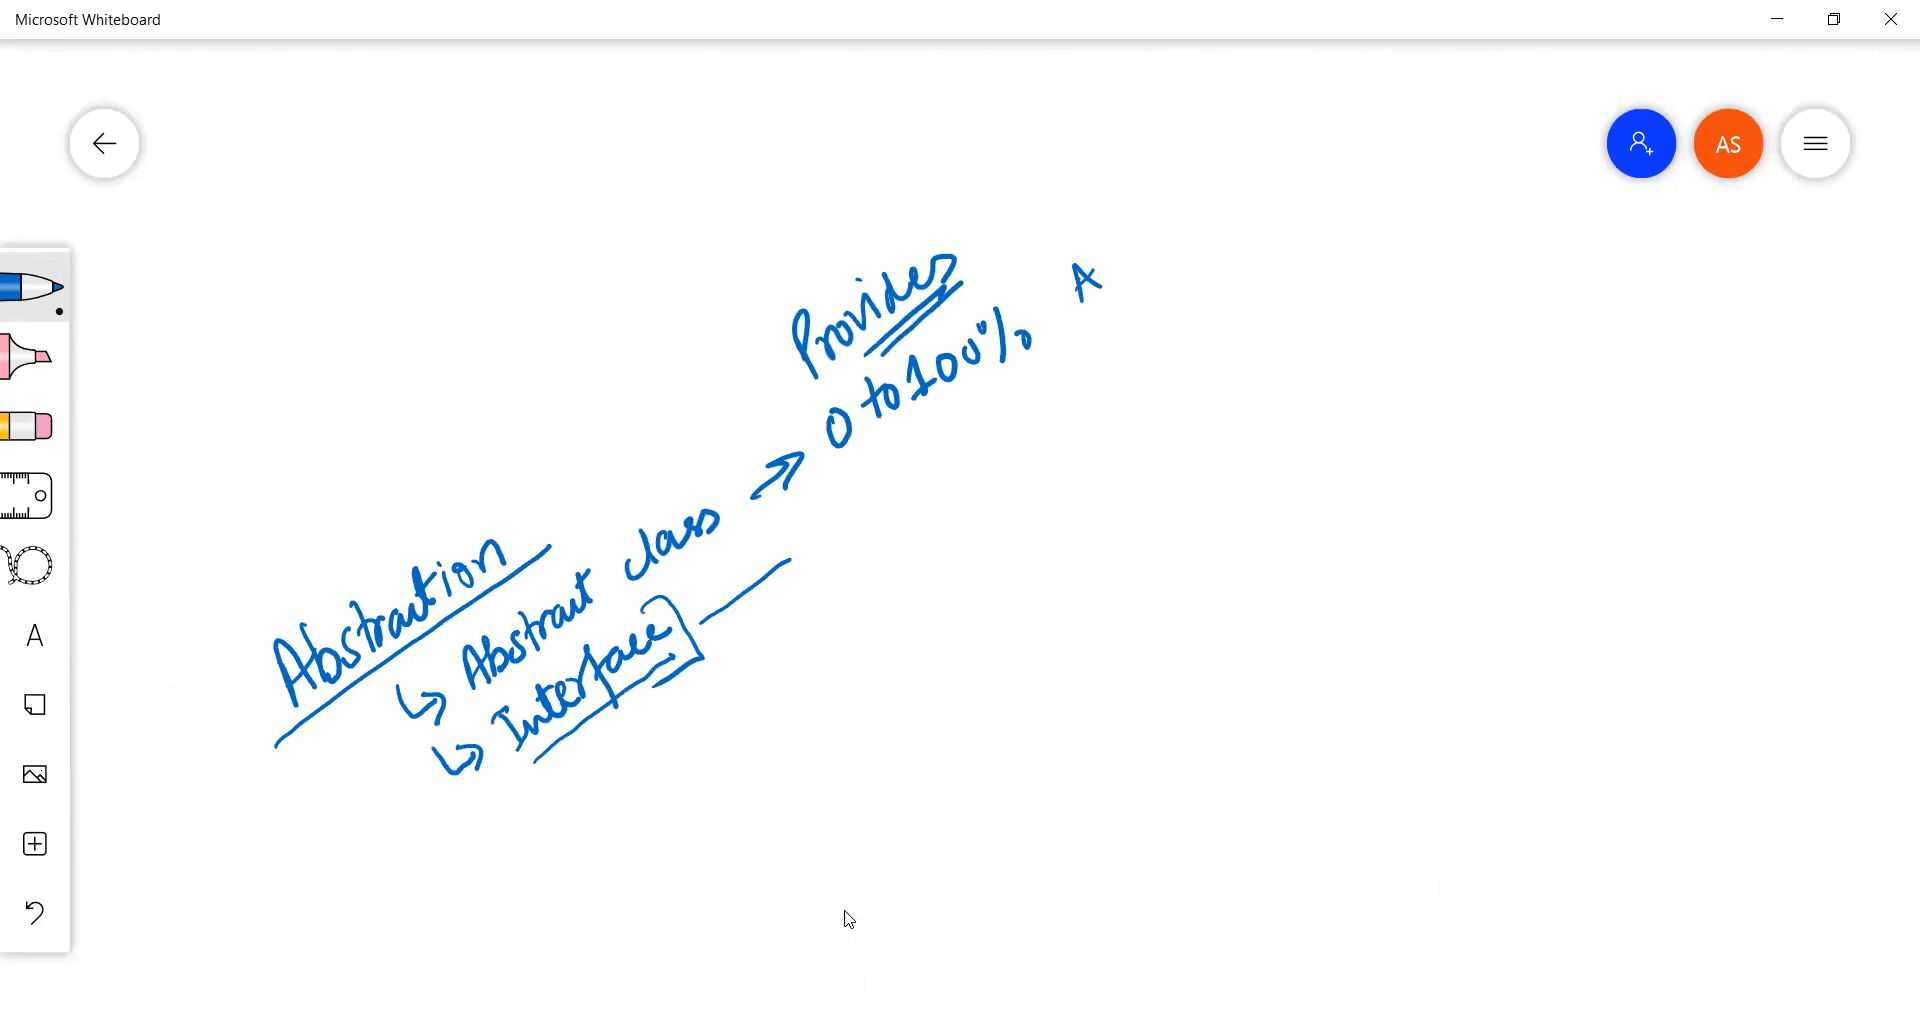 Microsoft Whiteboard
AS
Provides
A
0 to 100%
Abstraction
Abstract class
Interface
A